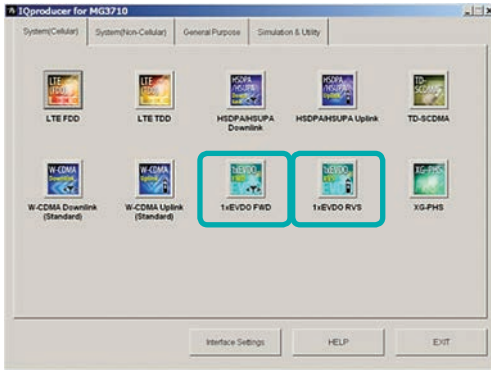 IQproducer for MG3710
System(Cellular) System(Non-Cellular) General Purpose Simulation & Utility
LTE FDD LTE TDD HSDPA/HSUPA Downlink HSDPA/HSUPA Uplink TD-SCDMA
W-CDMA Downlink (Standard) W-CDMA Uplink (Standard) 1xEVDO FWD 1xEVDO RVS XG-PHS
Interface Settings HELP EXIT